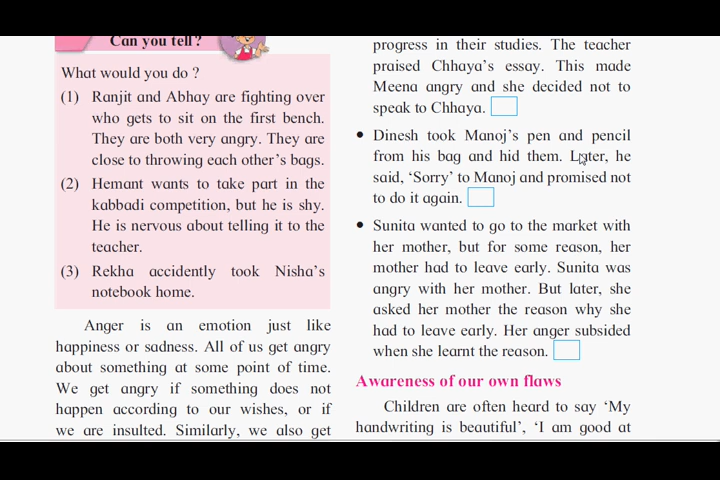 Can you tell?
What would you do ?
(1) Ranjit and Abhay are fighting over
who gets to sit on the first bench.
They are both very angry. They are
close to throwing each other's bags.
(2) Hemant wants to take part in the
kabbadi competition, but he is shy.
He is nervous about telling it to the
teacher.
(3) Rekha accidently took Nisha's
notebook home.
Anger is an emotion just like
happiness or sadness. All of us get angry
about something at some point of time.
We get angry if something does not
happen according to our wishes, or if
we are insulted. Similarly, we also get
progress in their studies. The teacher
praised Chhaya's essay. This made
Meena angry and she decided not to
speak to Chhaya.
• Dinesh took Manoj's pen and pencil
from his bag and hid them. Later, he
said, 'Sorry' to Manoj and promised not
to do it again.
• Sunita wanted to go to the market with
her mother, but for some reason, her
mother had to leave early. Sunita was
angry with her mother. But later, she
asked her mother the reason why she
had to leave early. Her anger subsided
when she learnt the reason.
Awareness of our own flaws
Children are often heard to say 'My
handwriting is beautiful', 'I am good at